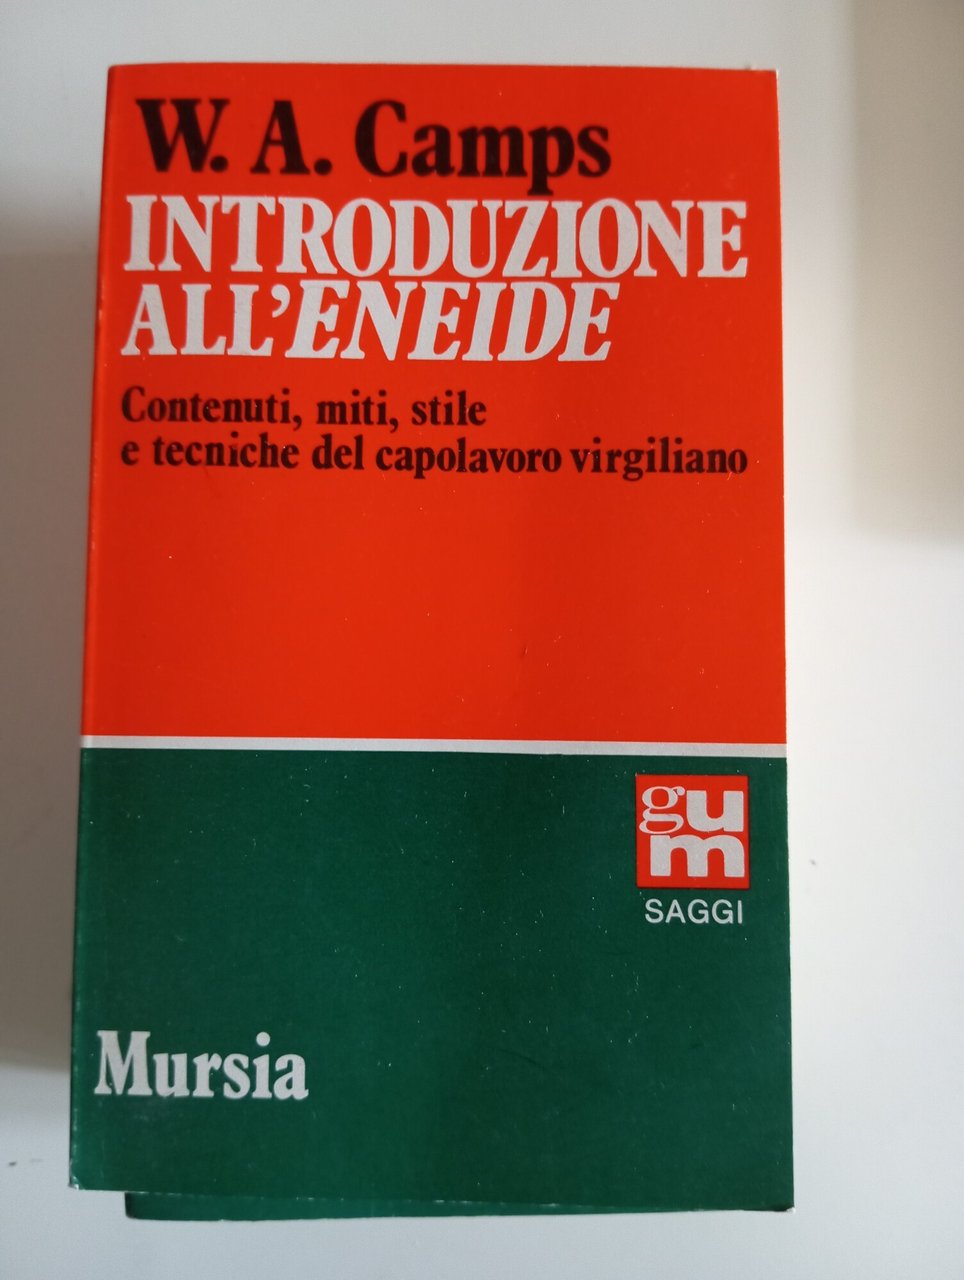 W. A. Camps
INTRODUZIONE
ALL'ENEIDE
Contenuti, miti, stile
e tecniche del capolavoro virgiliano
gu
m
SAGGI
Mursia